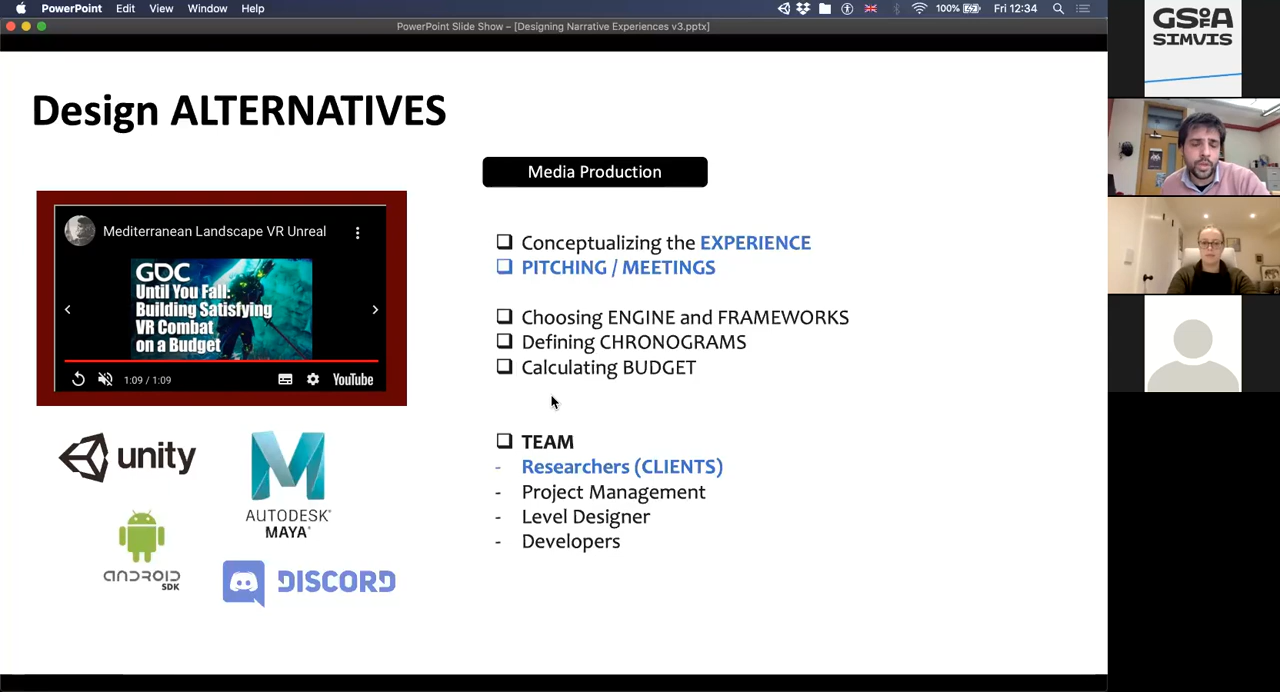 PowerPoint Edit View Window Help
100% Fri 12:34
PowerPoint Slide Show – [Designing Narrative Experiences v3.pptx]
GSofA
SIMVIS
Design ALTERNATIVES
Media Production
Mediterranean Landscape VR Unreal
GDC
Until You Fall:
Building Satisfying
VR Combat
on a Budget
1:09 / 1:09
YouTube
Conceptualizing the EXPERIENCE
PITCHING / MEETINGS
Choosing ENGINE and FRAMEWORKS
Defining CHRONOGRAMS
Calculating BUDGET
TEAM
- Researchers (CLIENTS)
- Project Management
- Level Designer
- Developers
unity
AUTODESK®
MAYA®
ANDROID
SDK
DISCORD